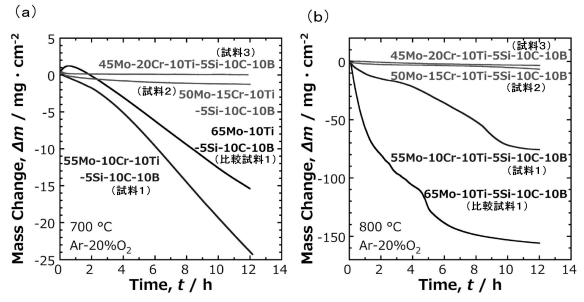 (a)
(b)
5
0
-5
-10
-15
-20
-25
Mass Change, Δm / mg・cm⁻²
(試料3)
45Mo-20Cr-10Ti-5Si-10C-10B
(試料2)
50Mo-15Cr-10Ti
-5Si-10C-10B
65Mo-10Ti
-5Si-10C-10B
(比較試料1)
55Mo-10Cr-10Ti
-5Si-10C-10B
(試料1)
700 °C
Ar-20%O₂
0 2 4 6 8 10 12 14
Time, t / h
0
-50
-100
-150
Mass Change, Δm / mg・cm⁻²
(試料3)
45Mo-20Cr-10Ti-5Si-10C-10B
50Mo-15Cr-10Ti-5Si-10C-10B
(試料2)
55Mo-10Cr-10Ti-5Si-10C-10B
(試料1)
65Mo-10Ti-5Si-10C-10B
(比較試料1)
800 °C
Ar-20%O₂
0 2 4 6 8 10 12 14
Time, t / h